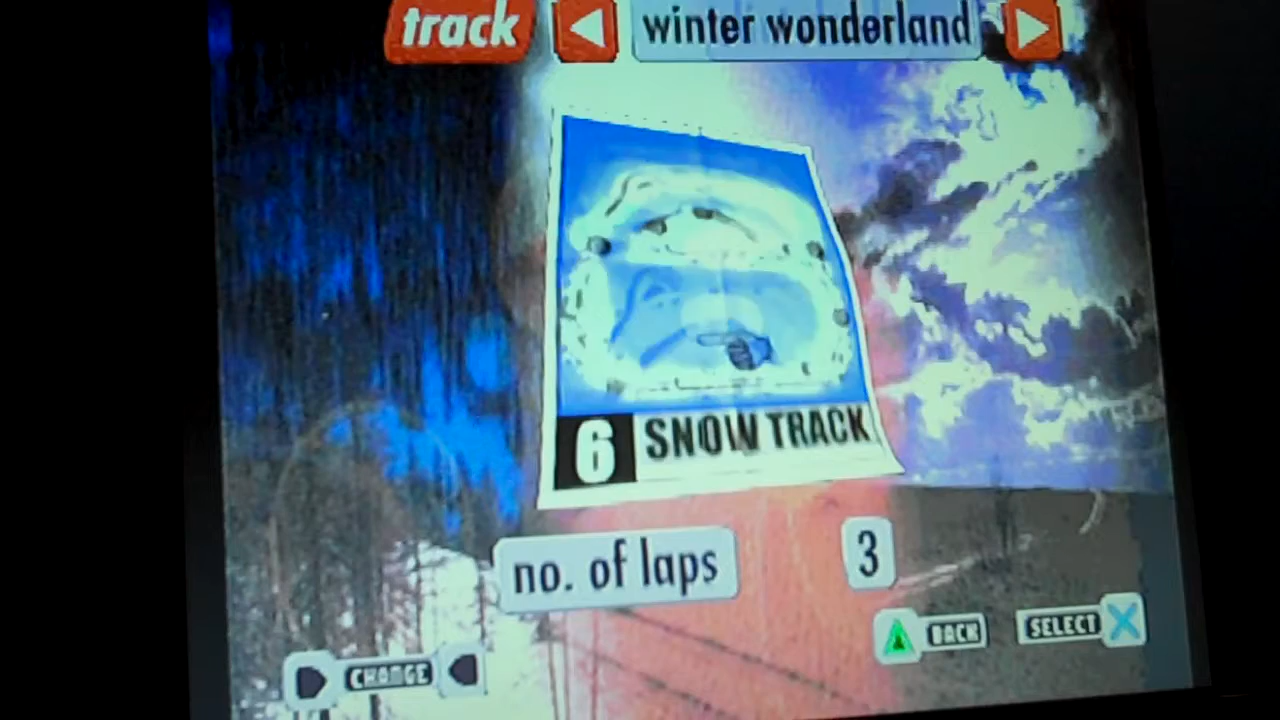 track
winter wonderland
6 SNOW TRACK
no. of laps 3
BACK SELECT
CHANGE